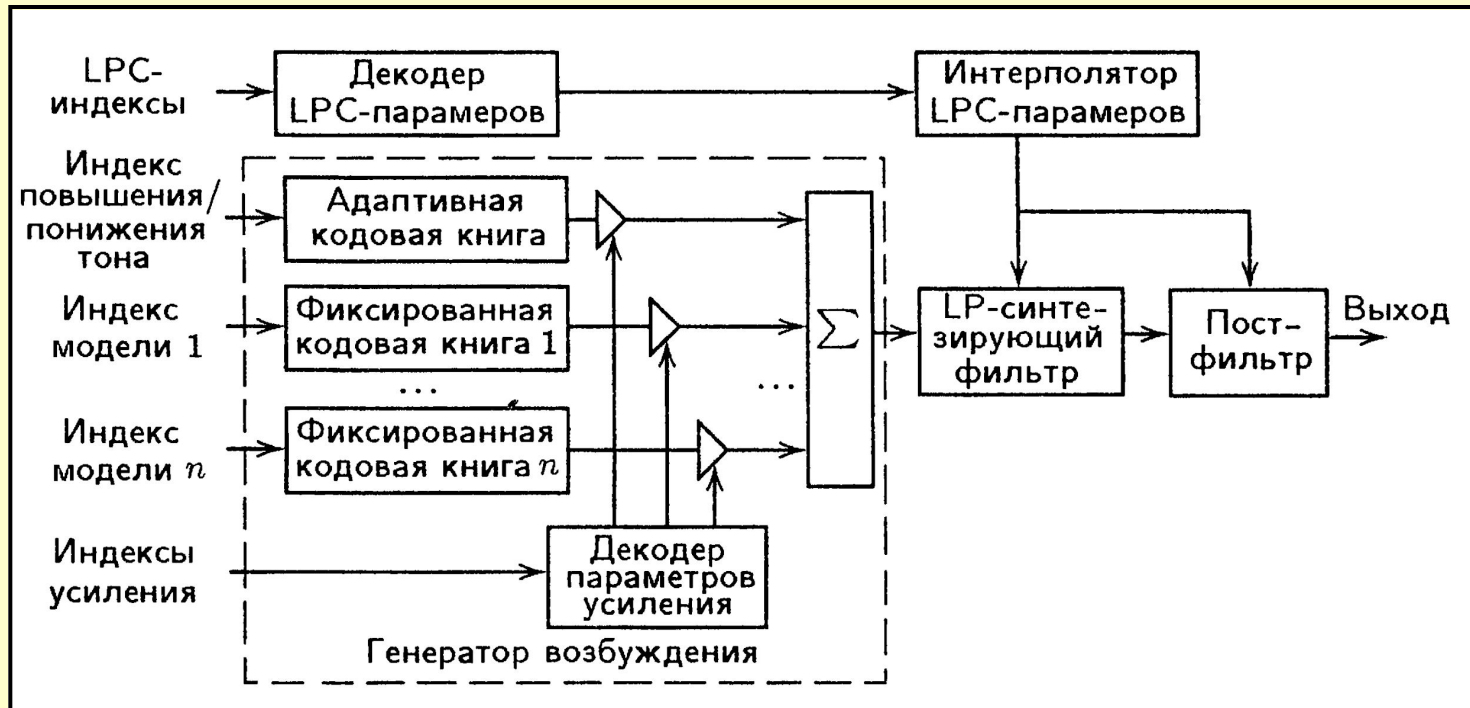 LPC-
индексы
Декодер
LPC-парамеров
Интерполятор
LPC-парамеров
Индекс
повышения/
понижения
тона
Адаптивная
кодовая книга
Индекс
модели 1
Фиксированная
кодовая книга 1
...
Индекс
модели n
Фиксированная
кодовая книга n
...
Σ
LP-синте-
зирующий
фильтр
Пост-
фильтр
Выход
Индексы
усиления
Декодер
параметров
усиления
Генератор возбуждения